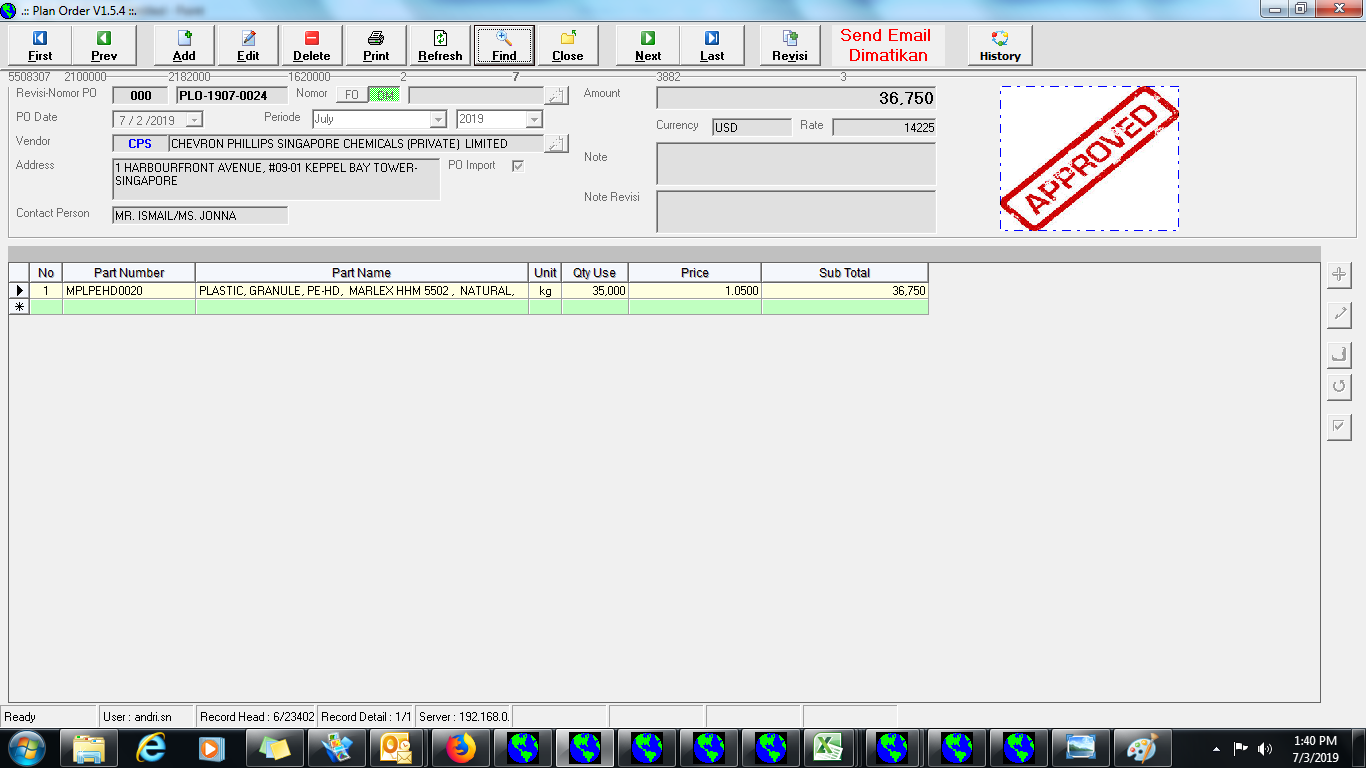 .:: Plan Order V1.5.4 ::.
First Prev Add Edit Delete Print Refresh Find Close Next Last Revisi Send Email Dimatikan History
5508307 2100000 2182000 1620000 2 7 3882 3
Revisi-Nomor PO 000 PLO-1907-0024 Nomor FO DM Amount 36,750
PO Date 7 / 2 /2019 Periode July 2019 Currency USD Rate 14225
Vendor CPS CHEVRON PHILLIPS SINGAPORE CHEMICALS (PRIVATE) LIMITED
Address 1 HARBOURFRONT AVENUE, #09-01 KEPPEL BAY TOWER- PO Import Note
SINGAPORE
Note Revisi
Contact Person MR. ISMAIL/MS. JONNA
APPROVED
No Part Number Part Name Unit Qty Use Price Sub Total
1 MPLPEHD0020 PLASTIC, GRANULE, PE-HD, MARLEX HHM 5502 , NATURAL, kg 35,000 1.0500 36,750
Ready User : andri.sn Record Head : 6/23402 Record Detail : 1/1 Server : 192.168.0.
1:40 PM
7/3/2019